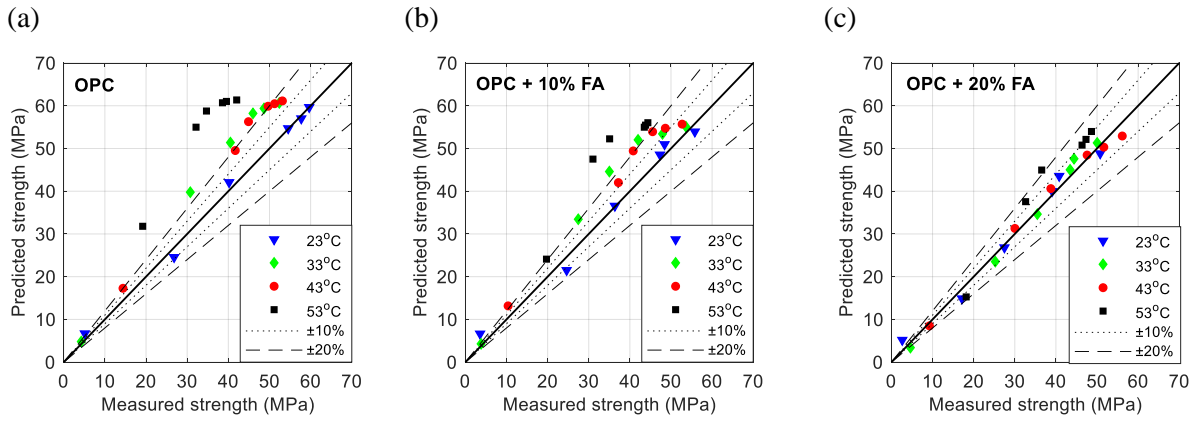 (a)
(b)
(c)
OPC
70
60
50
40
30
20
10
0
0 10 20 30 40 50 60 70
Predicted strength (MPa)
Measured strength (MPa)
23°C
33°C
43°C
53°C
±10%
±20%
OPC + 10% FA
70
60
50
40
30
20
10
0
0 10 20 30 40 50 60 70
Predicted strength (MPa)
Measured strength (MPa)
23°C
33°C
43°C
53°C
±10%
±20%
OPC + 20% FA
70
60
50
40
30
20
10
0
0 10 20 30 40 50 60 70
Predicted strength (MPa)
Measured strength (MPa)
23°C
33°C
43°C
53°C
±10%
±20%